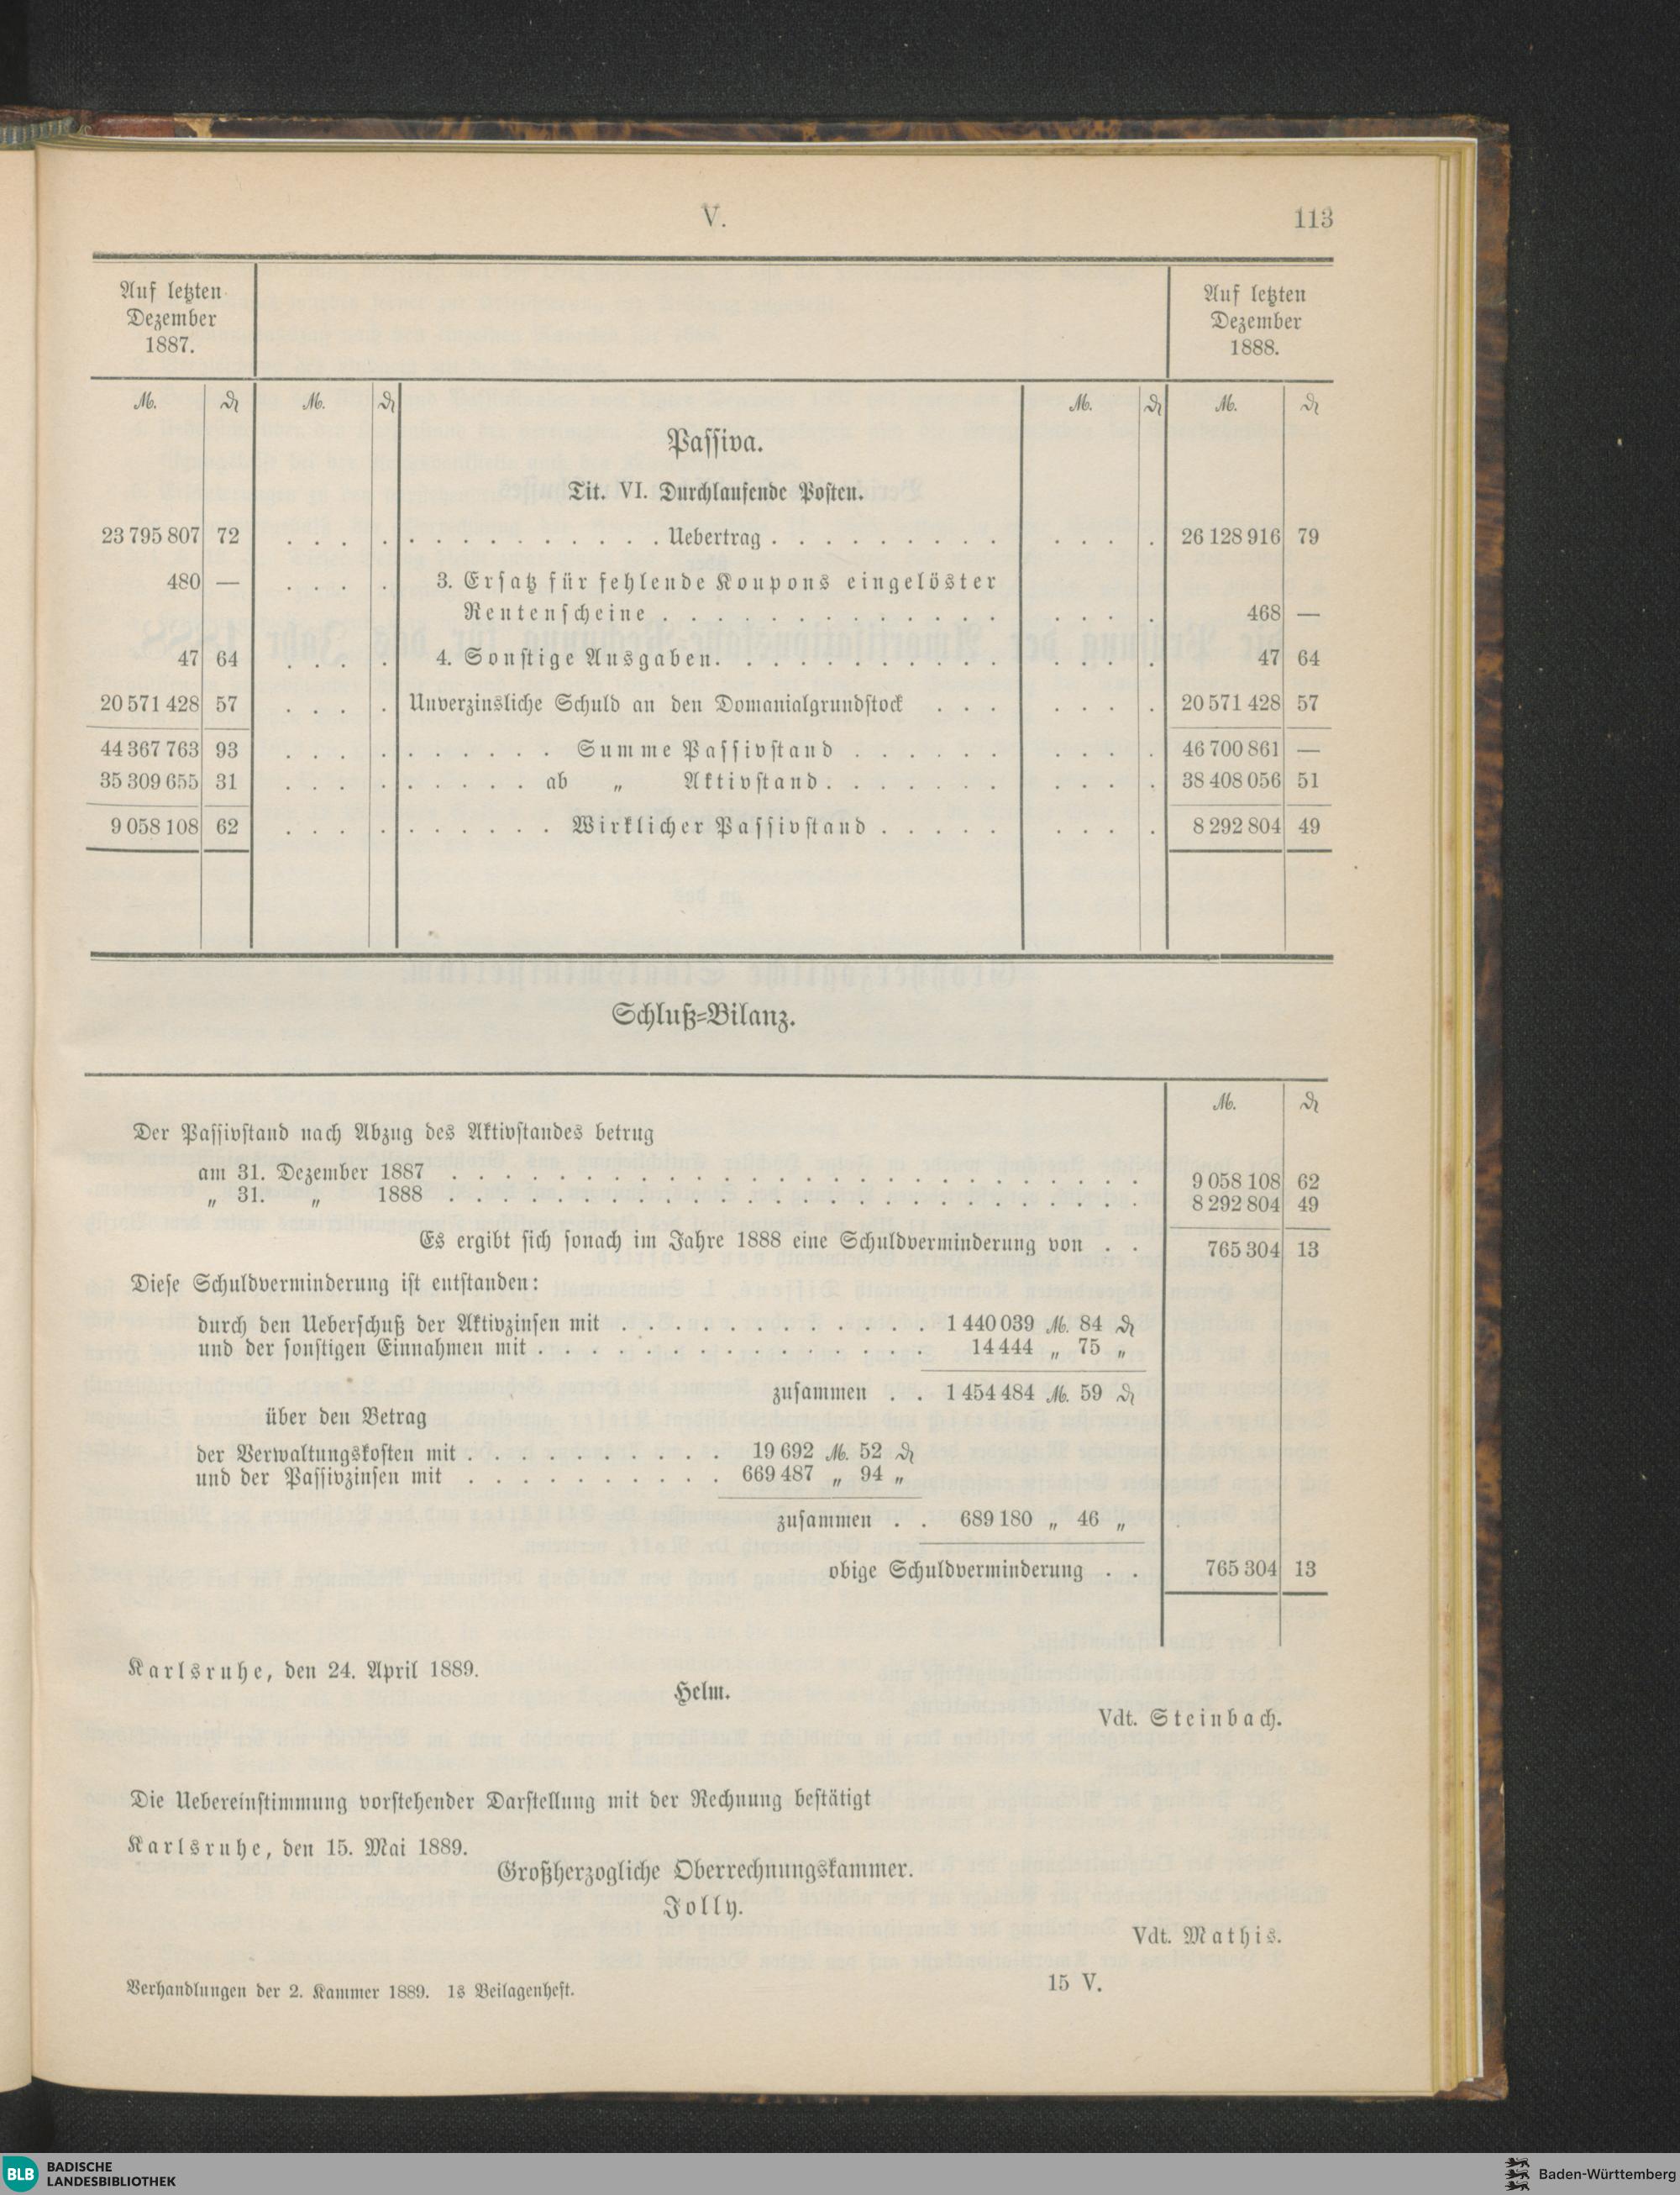 V.
113
Auf letzten Dezember 1887.
Auf letzten Dezember 1888.
M. ₰ M. ₰ M. ₰ M. ₰
Passiva.
Tit. VI. Durchlaufende Posten.
23 795 807 72 . . . . . . . . . . . . . . Uebertrag . . . . . . . . . . . . . 26 128 916 79
480 — . . . . 3. Ersatz für fehlende Koupons eingelöster
Rentenscheine . . . . . . . . . . . . . . . . . 468 —
47 64 . . . . 4. Sonstige Ausgaben. . . . . . . . . . . . . . . 47 64
20 571 428 57 . . . . Unverzinsliche Schuld an den Domanialgrundstock . . . . . . . 20 571 428 57
44 367 763 93 . . . . . . . . . . Summe Passivstand . . . . . . . . . . 46 700 861 —
35 309 655 31 . . . . . . . . . ab „ Aktivstand . . . . . . . . . . . 38 408 056 51
9 058 108 62 . . . . . . . . . . Wirklicher Passivstand . . . . . . . . . 8 292 804 49
Schluß-Bilanz.
M. ₰
Der Passivstand nach Abzug des Aktivstandes betrug
am 31. Dezember 1887 . . . . . . . . . . . . . . . . . . . . . . . . . . 9 058 108 62
„ 31. „ 1888 . . . . . . . . . . . . . . . . . . . . . . . . . . 8 292 804 49
Es ergibt sich sonach im Jahre 1888 eine Schuldverminderung von . . 765 304 13
Diese Schuldverminderung ist entstanden:
durch den Ueberschuß der Aktivzinsen mit . . . . . . . . . . . . 1 440 039 M. 84 ₰
und der sonstigen Einnahmen mit . . . . . . . . . . . . . . . 14 444 „ 75 „
zusammen . . 1 454 484 M. 59 ₰
über den Betrag
der Verwaltungskosten mit . . . . . . . . . . 19 692 M. 52 ₰
und der Passivzinsen mit . . . . . . . . . . 669 487 „ 94 „
zusammen . . 689 180 „ 46 „
obige Schuldverminderung . . 765 304 13
Karlsruhe, den 24. April 1889.
Helm.
Vdt. Steinbach.
Die Uebereinstimmung vorstehender Darstellung mit der Rechnung bestätigt
Karlsruhe, den 15. Mai 1889.
Großherzogliche Oberrechnungskammer.
Jolly.
Vdt. Mathis.
Verhandlungen der 2. Kammer 1889. 1s Beilagenheft.
15 V.
BLB BADISCHE
LANDESBIBLIOTHEK
Baden-Württemberg